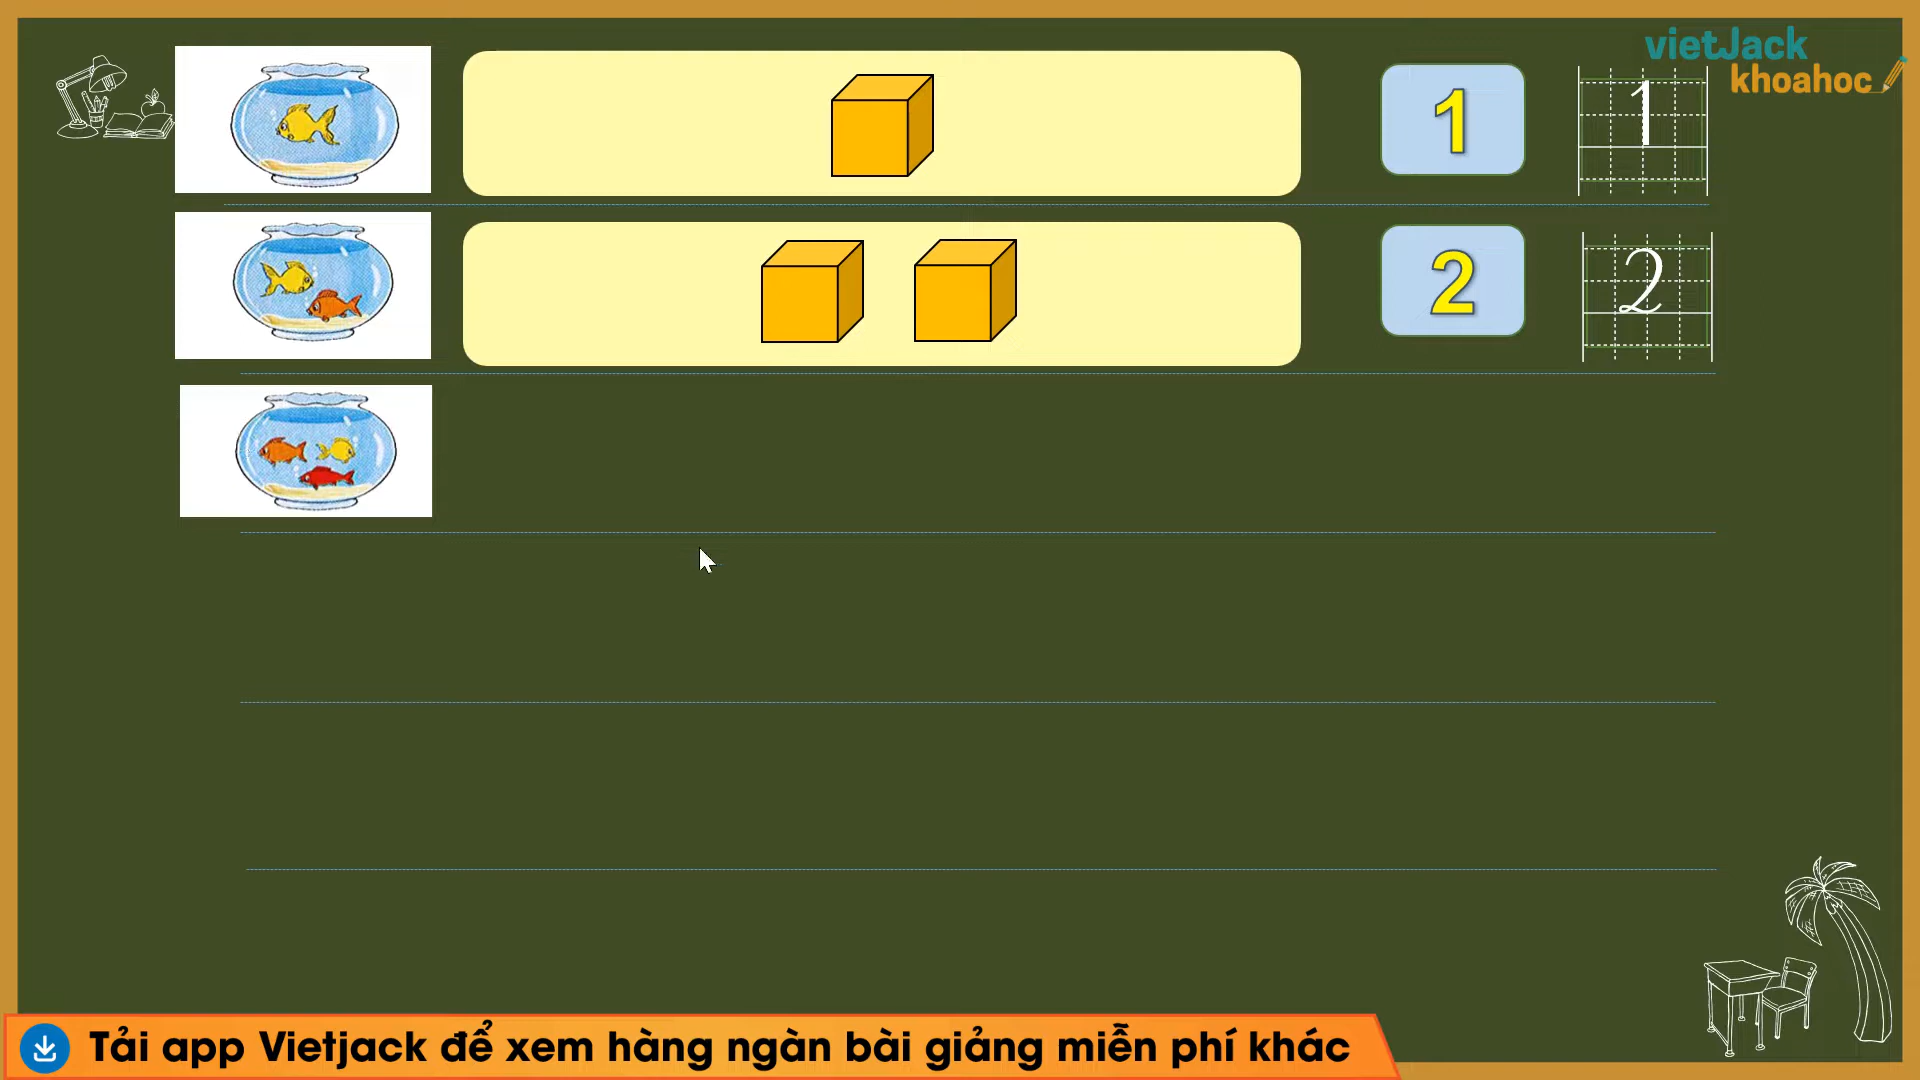 vietJack
khoahoc
1
1
2
2
Tải app Vietjack để xem hàng ngàn bài giảng miễn phí khác